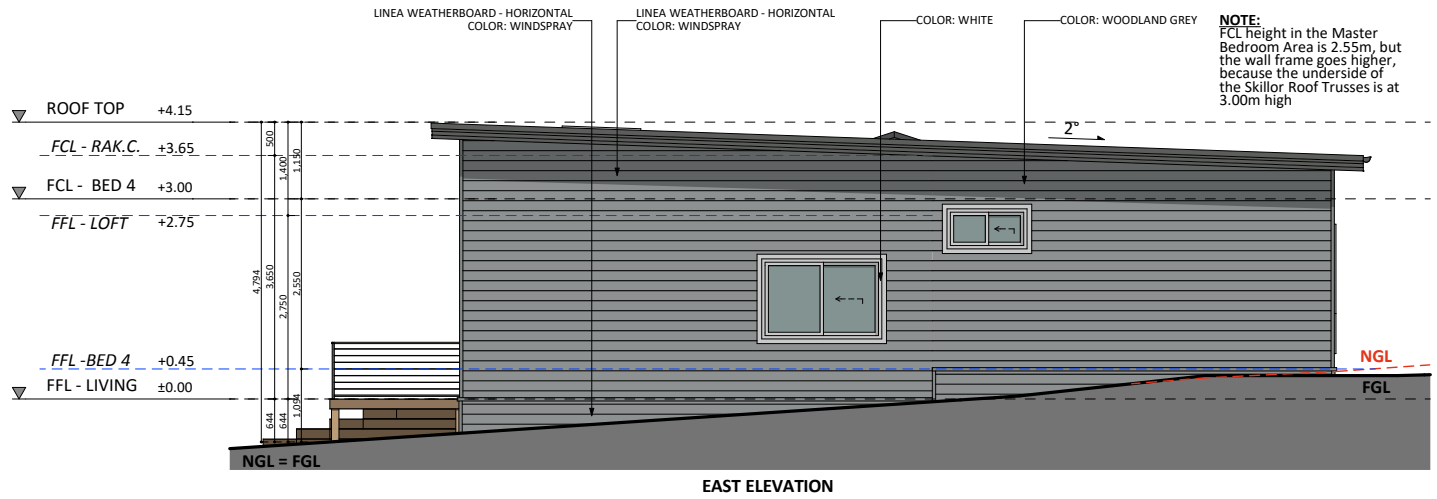 LINEA WEATHERBOARD - HORIZONTAL
COLOR: WINDSPRAY
LINEA WEATHERBOARD - HORIZONTAL
COLOR: WINDSPRAY
COLOR: WHITE
COLOR: WOODLAND GREY
NOTE:
FCL height in the Master
Bedroom Area is 2.55m, but
the wall frame goes higher,
because the underside of
the Skillor Roof Trusses is at
3.00m high
ROOF TOP +4.15
FCL - RAK.C. +3.65
FCL - BED 4 +3.00
FFL - LOFT +2.75
FFL -BED 4 +0.45
FFL - LIVING ±0.00
4,794
500
3,650
644
1,400
2,750
644
1,150
2,550
1,094
2°
NGL
FGL
NGL = FGL
EAST ELEVATION